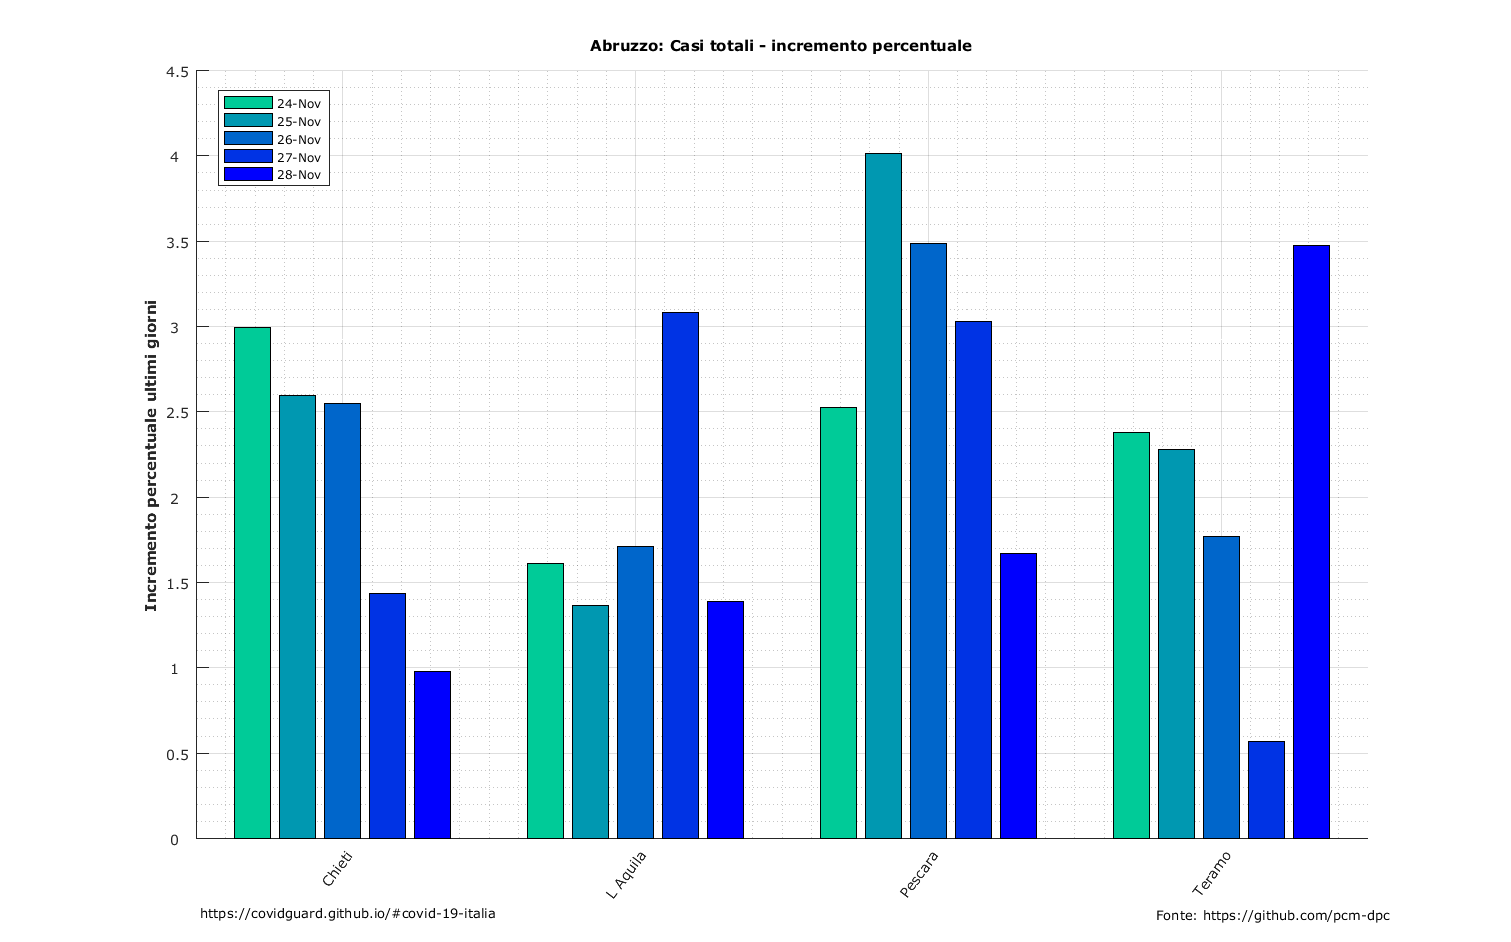 Abruzzo: Casi totali - incremento percentuale
4.5
4
3.5
3
2.5
2
1.5
1
0.5
0
Incremento percentuale ultimi giorni
24-Nov
25-Nov
26-Nov
27-Nov
28-Nov
Chieti
L Aquila
Pescara
Teramo
https://covidguard.github.io/#covid-19-italia
Fonte: https://github.com/pcm-dpc